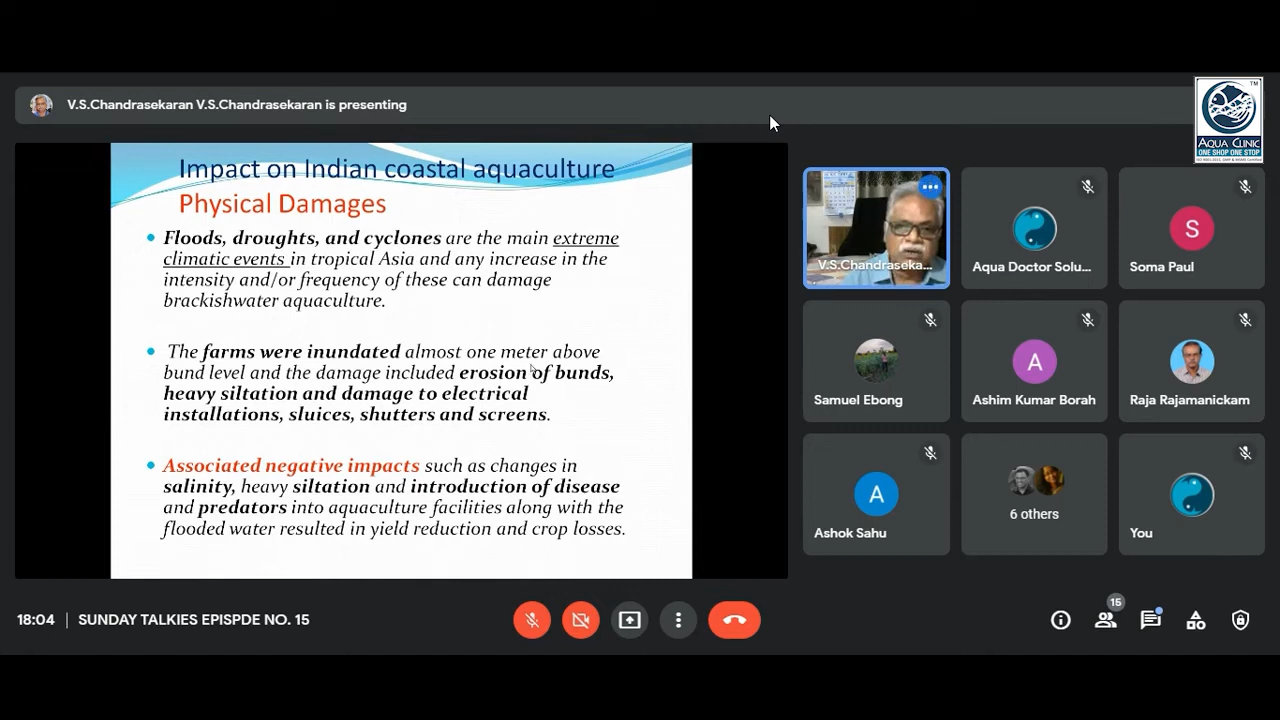 V.S.Chandrasekaran V.S.Chandrasekaran is presenting
TM
AQUA CLINIC
ONE SHOP ONE STOP
Impact on Indian coastal aquaculture
Physical Damages
Floods, droughts, and cyclones are the main extreme
climatic events in tropical Asia and any increase in the
intensity and/or frequency of these can damage
brackishwater aquaculture.
The farms were inundated almost one meter above
bund level and the damage included erosion of bunds,
heavy siltation and damage to electrical
installations, sluices, shutters and screens.
Associated negative impacts such as changes in
salinity, heavy siltation and introduction of disease
and predators into aquaculture facilities along with the
flooded water resulted in yield reduction and crop losses.
V.S.Chandraseka...
Aqua Doctor Solu...
S
Soma Paul
Samuel Ebong
A
Ashim Kumar Borah
Raja Rajamanickam
A
Ashok Sahu
6 others
You
18:04 | SUNDAY TALKIES EPISPDE NO. 15
15